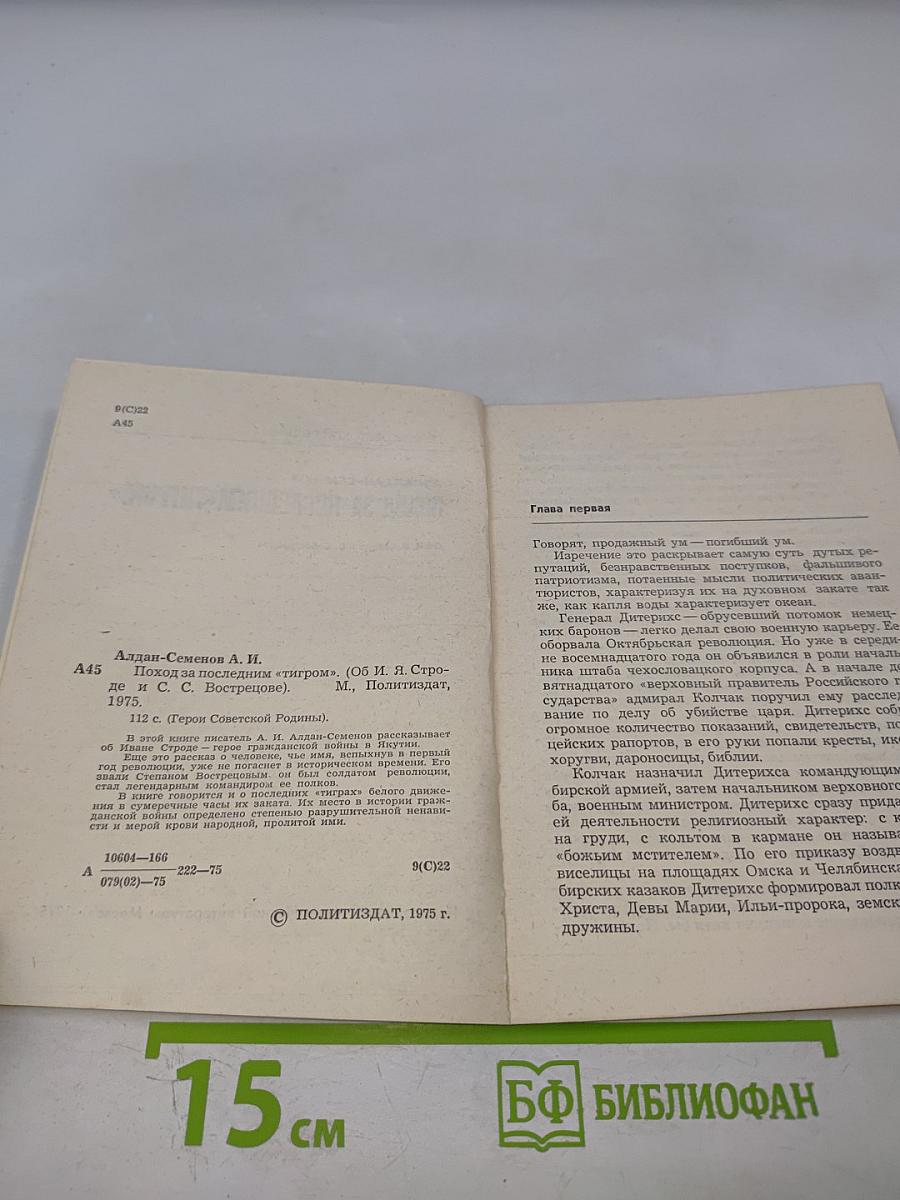 9(С)22
А45
Алдан-Семенов А. И.
А45 Поход за последним «тигром». (Об И. Я. Стро-
де и С. С. Вострецове). М., Политиздат,
1975.
112 с. (Герои Советской Родины).
В этой книге писатель А. И. Алдан-Семенов рассказывает
об Иване Строде — герое гражданской войны в Якутии.
Еще это рассказ о человеке, чье имя, вспыхнув в первый
год революции, уже не погаснет в историческом времени. Его
звали Степаном Вострецовым. он был солдатом революции,
стал легендарным командиром ее полков.
В книге говорится и о последних «тиграх» белого движе-
ния в сумеречные часы их заката. Их место в истории граж-
данской войны определено степенью разрушительной ненави-
сти и мерой крови народной, пролитой ими.
А 10604—166
079(02)—75 222—75 9(С)22
© ПОЛИТИЗДАТ, 1975 г.
Глава первая
Говорят, продажный ум — погибший ум.
Изречение это раскрывает самую суть дутых ре-
путаций, безнравственных поступков, фальшивого
патриотизма, потаенные мысли политических аван-
тюристов, характеризуя их на духовном закате так
же, как капля воды характеризует океан.
Генерал Дитерихс — обрусевший потомок немец-
ких баронов — легко делал свою военную карьеру. Ее
оборвала Октябрьская революция. Но уже в середи-
не восемнадцатого года он объявился в роли началь-
ника штаба чехословацкого корпуса. А в начале де
вятнадцатого «верховный правитель Российского г
сударства» адмирал Колчак поручил ему расслед
вание по делу об убийстве царя. Дитерихс собр
огромное количество показаний, свидетельств, по
цейских рапортов, в его руки попали кресты, ико
хоругви, дароносицы, библии.
Колчак назначил Дитерихса командующим
бирской армией, затем начальником верховного
ба, военным министром. Дитерихс сразу прида
ей деятельности религиозный характер: с к
на груди, с кольтом в кармане он называ
«божьим мстителем». По его приказу воздв
виселицы на площадях Омска и Челябинска
бирских казаков Дитерихс формировал полк
Христа, Девы Марии, Ильи-пророка, земск
дружины.
15 см
БФ БИБЛИОФАН